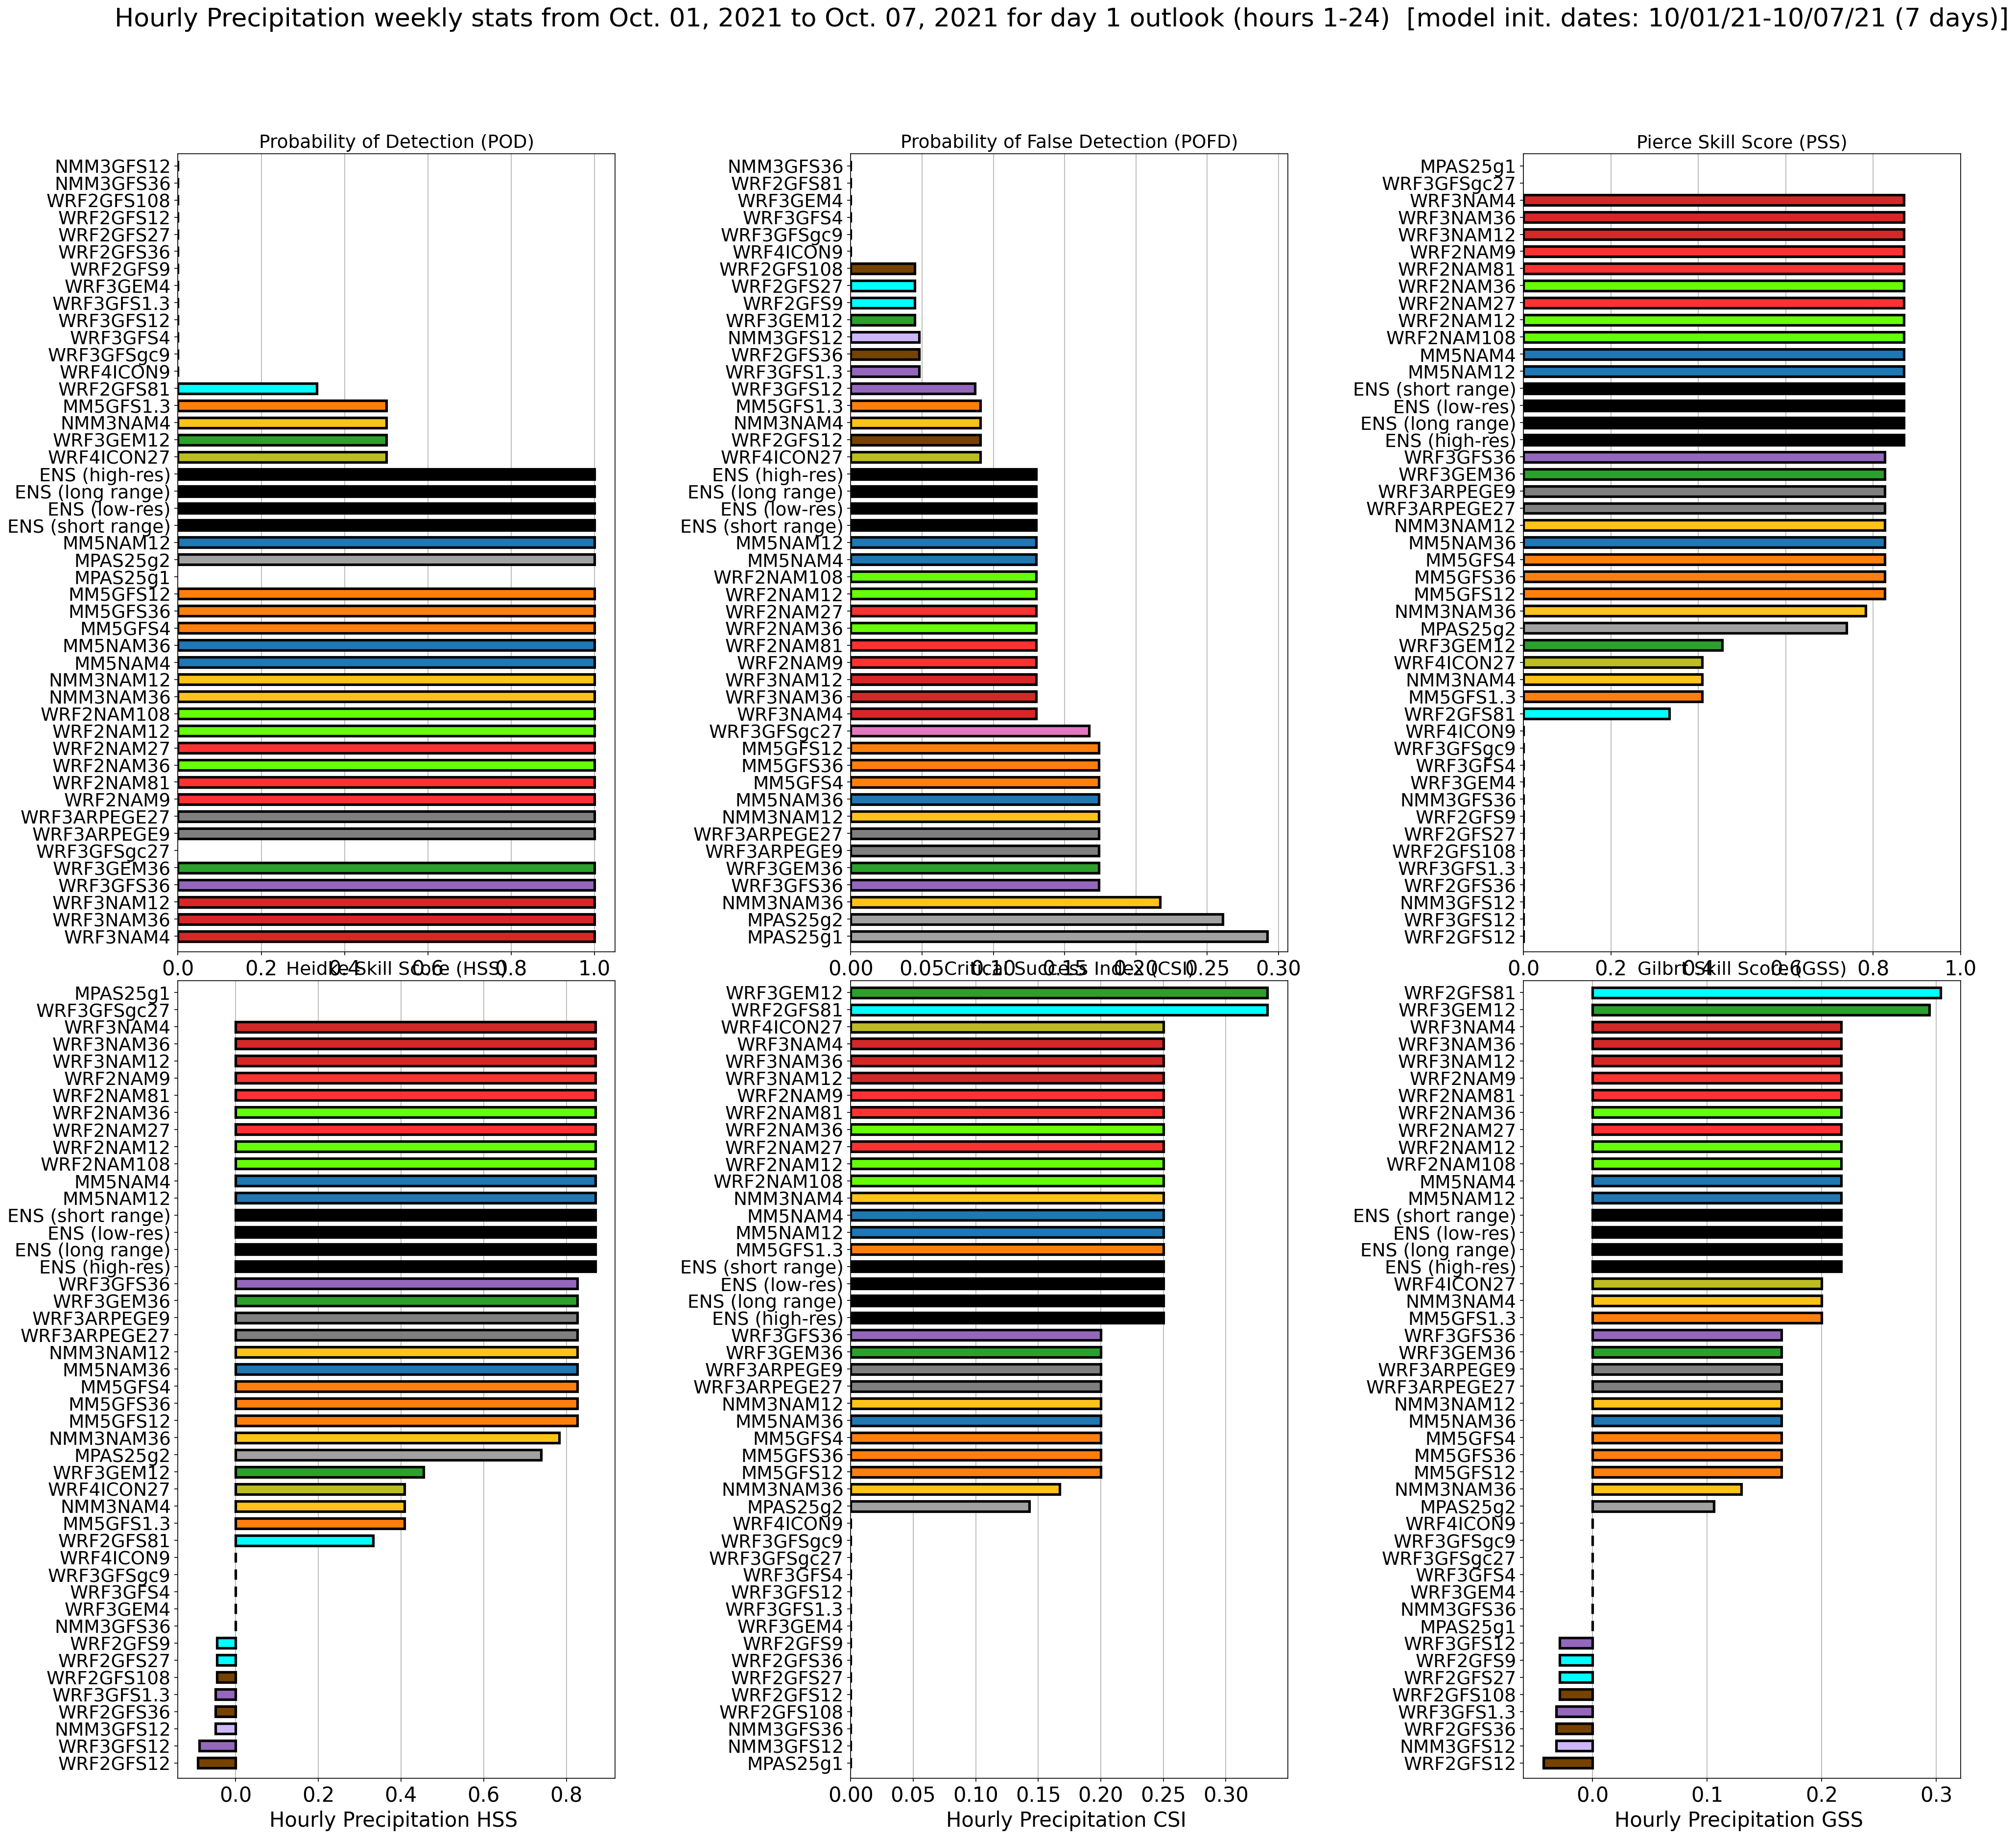 Hourly Precipitation weekly stats from Oct. 01, 2021 to Oct. 07, 2021 for day 1 outlook (hours 1-24)  [model init. dates: 10/01/21-10/07/21 (7 days)]
Probability of Detection (POD)
NMM3GFS12
NMM3GFS36
WRF2GFS108
WRF2GFS12
WRF2GFS27
WRF2GFS36
WRF2GFS9
WRF3GEM4
WRF3GFS1.3
WRF3GFS12
WRF3GFS4
WRF3GFSgc9
WRF4ICON9
WRF2GFS81
MM5GFS1.3
NMM3NAM4
WRF3GEM12
WRF4ICON27
ENS (high-res)
ENS (long range)
ENS (low-res)
ENS (short range)
MM5NAM12
MPAS25g2
MPAS25g1
MM5GFS12
MM5GFS36
MM5GFS4
MM5NAM36
MM5NAM4
NMM3NAM12
NMM3NAM36
WRF2NAM108
WRF2NAM12
WRF2NAM27
WRF2NAM36
WRF2NAM81
WRF2NAM9
WRF3ARPEGE27
WRF3ARPEGE9
WRF3GFSgc27
WRF3GEM36
WRF3GFS36
WRF3NAM12
WRF3NAM36
WRF3NAM4
0.0 0.2 0.4 0.6 0.8 1.0
Probability of False Detection (POFD)
NMM3GFS36
WRF2GFS81
WRF3GEM4
WRF3GFS4
WRF3GFSgc9
WRF4ICON9
WRF2GFS108
WRF2GFS27
WRF2GFS9
WRF3GEM12
NMM3GFS12
WRF2GFS36
WRF3GFS1.3
WRF3GFS12
MM5GFS1.3
NMM3NAM4
WRF2GFS12
WRF4ICON27
ENS (high-res)
ENS (long range)
ENS (low-res)
ENS (short range)
MM5NAM12
MM5NAM4
WRF2NAM108
WRF2NAM12
WRF2NAM27
WRF2NAM36
WRF2NAM81
WRF2NAM9
WRF3NAM12
WRF3NAM36
WRF3NAM4
WRF3GFSgc27
MM5GFS12
MM5GFS36
MM5GFS4
MM5NAM36
NMM3NAM12
WRF3ARPEGE27
WRF3ARPEGE9
WRF3GEM36
WRF3GFS36
NMM3NAM36
MPAS25g2
MPAS25g1
0.00 0.05 0.10 0.15 0.20 0.25 0.30
Pierce Skill Score (PSS)
MPAS25g1
WRF3GFSgc27
WRF3NAM4
WRF3NAM36
WRF3NAM12
WRF2NAM9
WRF2NAM81
WRF2NAM36
WRF2NAM27
WRF2NAM12
WRF2NAM108
MM5NAM4
MM5NAM12
ENS (short range)
ENS (low-res)
ENS (long range)
ENS (high-res)
WRF3GFS36
WRF3GEM36
WRF3ARPEGE9
WRF3ARPEGE27
NMM3NAM12
MM5NAM36
MM5GFS4
MM5GFS36
MM5GFS12
NMM3NAM36
MPAS25g2
WRF3GEM12
WRF4ICON27
NMM3NAM4
MM5GFS1.3
WRF2GFS81
WRF4ICON9
WRF3GFSgc9
WRF3GFS4
WRF3GEM4
NMM3GFS36
WRF2GFS9
WRF2GFS27
WRF2GFS108
WRF3GFS1.3
WRF2GFS36
NMM3GFS12
WRF3GFS12
WRF2GFS12
0.0 0.2 0.4 0.6 0.8 1.0
Heidke Skill Score (HSS)
MPAS25g1
WRF3GFSgc27
WRF3NAM4
WRF3NAM36
WRF3NAM12
WRF2NAM9
WRF2NAM81
WRF2NAM36
WRF2NAM27
WRF2NAM12
WRF2NAM108
MM5NAM4
MM5NAM12
ENS (short range)
ENS (low-res)
ENS (long range)
ENS (high-res)
WRF3GFS36
WRF3GEM36
WRF3ARPEGE9
WRF3ARPEGE27
NMM3NAM12
MM5NAM36
MM5GFS4
MM5GFS36
MM5GFS12
NMM3NAM36
MPAS25g2
WRF3GEM12
WRF4ICON27
NMM3NAM4
MM5GFS1.3
WRF2GFS81
WRF4ICON9
WRF3GFSgc9
WRF3GFS4
WRF3GEM4
NMM3GFS36
WRF2GFS9
WRF2GFS27
WRF2GFS108
WRF3GFS1.3
WRF2GFS36
NMM3GFS12
WRF3GFS12
WRF2GFS12
0.0 0.2 0.4 0.6 0.8
Hourly Precipitation HSS
Critical Success Index (CSI)
WRF3GEM12
WRF2GFS81
WRF4ICON27
WRF3NAM4
WRF3NAM36
WRF3NAM12
WRF2NAM9
WRF2NAM81
WRF2NAM36
WRF2NAM27
WRF2NAM12
WRF2NAM108
NMM3NAM4
MM5NAM4
MM5NAM12
MM5GFS1.3
ENS (short range)
ENS (low-res)
ENS (long range)
ENS (high-res)
WRF3GFS36
WRF3GEM36
WRF3ARPEGE9
WRF3ARPEGE27
NMM3NAM12
MM5NAM36
MM5GFS4
MM5GFS36
MM5GFS12
NMM3NAM36
MPAS25g2
WRF4ICON9
WRF3GFSgc9
WRF3GFSgc27
WRF3GFS4
WRF3GFS12
WRF3GFS1.3
WRF3GEM4
WRF2GFS9
WRF2GFS36
WRF2GFS27
WRF2GFS12
WRF2GFS108
NMM3GFS36
NMM3GFS12
MPAS25g1
0.00 0.05 0.10 0.15 0.20 0.25 0.30
Hourly Precipitation CSI
Gilbrt Skill Score (GSS)
WRF2GFS81
WRF3GEM12
WRF3NAM4
WRF3NAM36
WRF3NAM12
WRF2NAM9
WRF2NAM81
WRF2NAM36
WRF2NAM27
WRF2NAM12
WRF2NAM108
MM5NAM4
MM5NAM12
ENS (short range)
ENS (low-res)
ENS (long range)
ENS (high-res)
WRF4ICON27
NMM3NAM4
MM5GFS1.3
WRF3GFS36
WRF3GEM36
WRF3ARPEGE9
WRF3ARPEGE27
NMM3NAM12
MM5NAM36
MM5GFS4
MM5GFS36
MM5GFS12
NMM3NAM36
MPAS25g2
WRF4ICON9
WRF3GFSgc9
WRF3GFSgc27
WRF3GFS4
WRF3GEM4
NMM3GFS36
MPAS25g1
WRF3GFS12
WRF2GFS9
WRF2GFS27
WRF2GFS108
WRF3GFS1.3
WRF2GFS36
NMM3GFS12
WRF2GFS12
0.0 0.1 0.2 0.3
Hourly Precipitation GSS